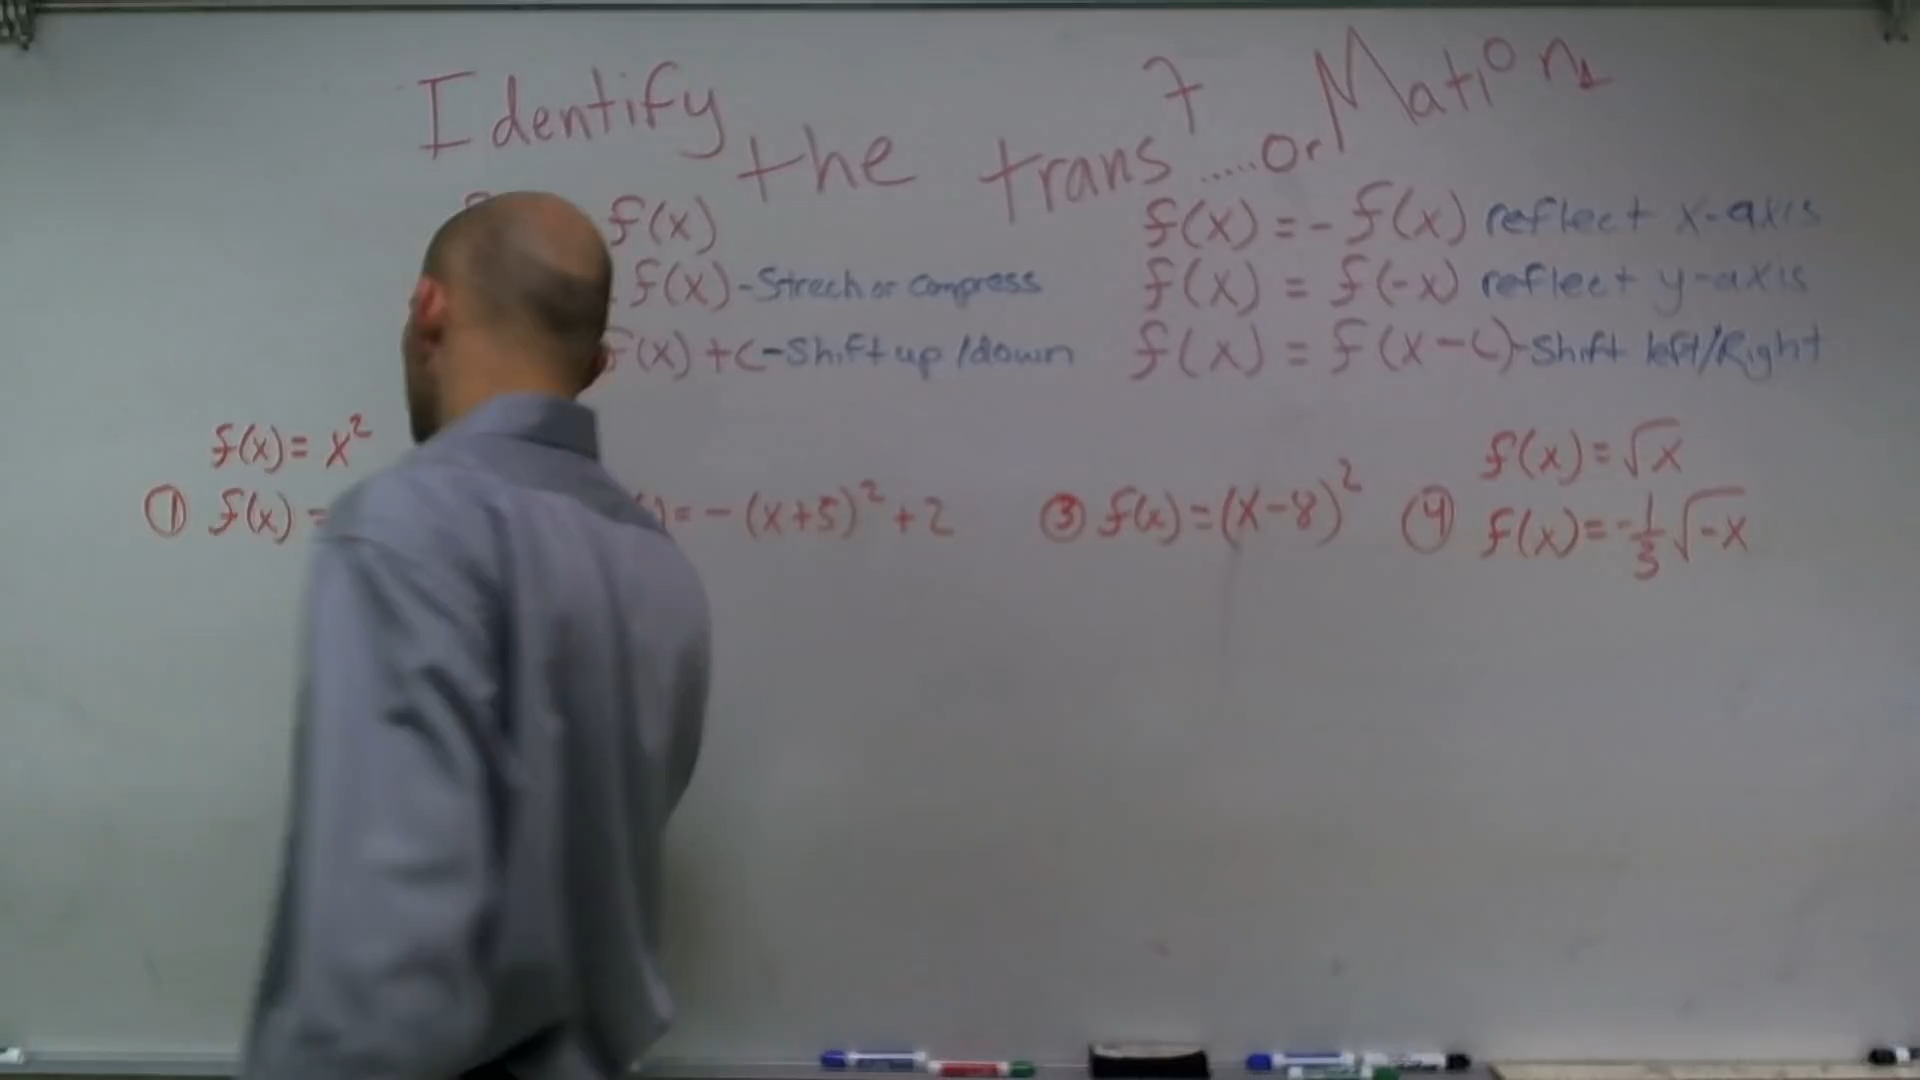 Identify the trans.....forMations
f(x)
f(x) = - f(x) reflect x-axis
f(x) - Strech or compress
f(x) = f(-x) reflect y-axis
f(x) + C - Shift up / down
f(x) = f(x-c) - Shift left/Right
f(x) = x²
f(x) = √x
① f(x) =
) = - (x+5)² + 2
③ f(x) = (x-8)²
④ f(x) = -1/3 √-x